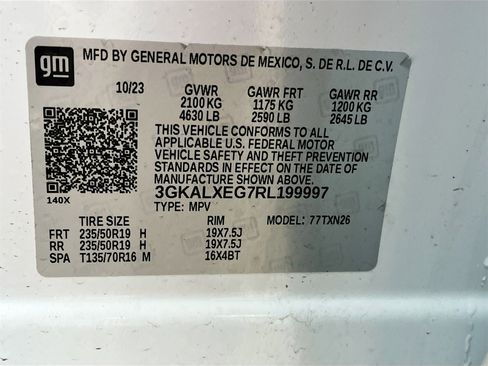 gm
MFD BY GENERAL MOTORS DE MEXICO, S. DE R.L. DE C.V.
10/23 GVWR GAWR FRT GAWR RR
2100 KG 1175 KG 1200 KG
4630 LB 2590 LB 2645 LB
THIS VEHICLE CONFORMS TO ALL
APPLICABLE U.S. FEDERAL MOTOR
VEHICLE SAFETY AND THEFT PREVENTION
STANDARDS IN EFFECT ON THE DATE OF
MANUFACTURE SHOWN ABOVE.
3GKALXEG7RL199997
140X TYPE: MPV MODEL: 77TXN26
TIRE SIZE RIM
FRT 235/50R19 H 19X7.5J
RR 235/50R19 H 19X7.5J
SPA T135/70R16 M 16X4BT